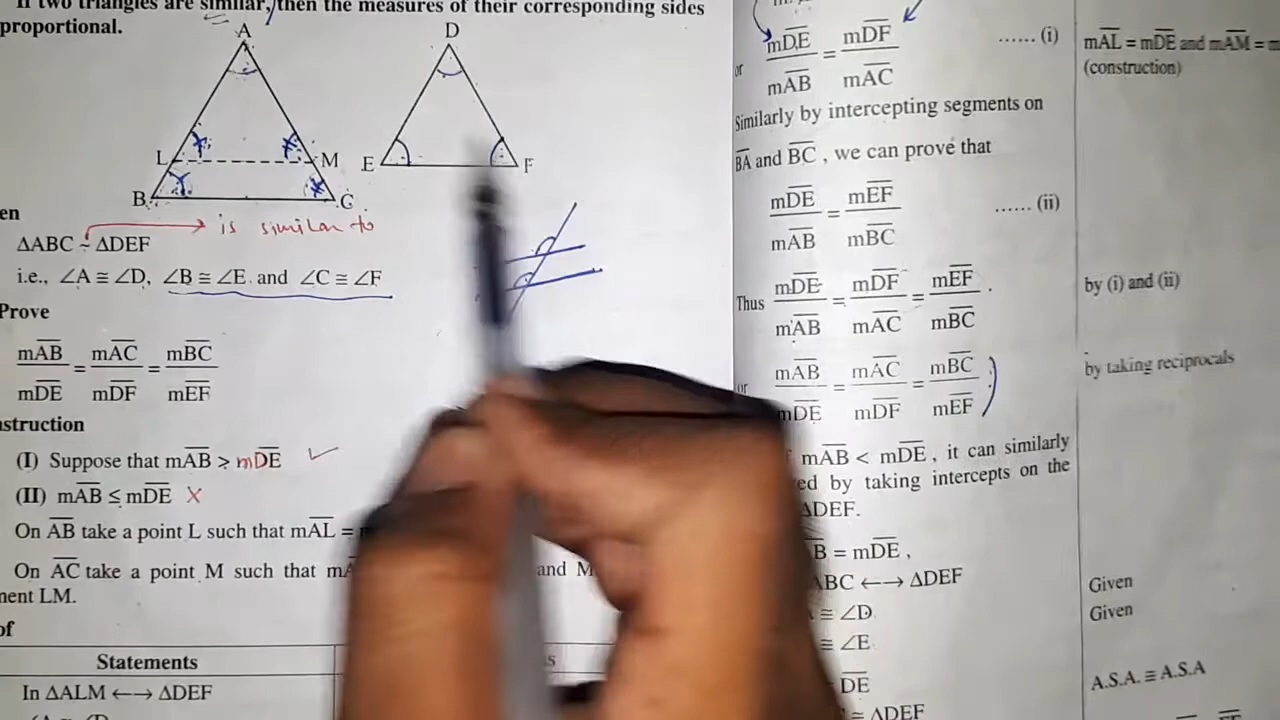 If two triangles are similar, then the measures of their corresponding sides
proportional.
A
D
L
M
E
F
B
C
is similar to
ΔABC ~ ΔDEF
i.e., ∠A ≅ ∠D, ∠B ≅ ∠E and ∠C ≅ ∠F
Prove
mAB/mDE = mAC/mDF = mBC/mEF
(I) Suppose that mAB > mDE ✓
(II) mAB ≤ mDE X
On AB take a point L such that mAL =
On AC take a point M such that
and M
ment LM.
Statements
In ΔALM ⟷ ΔDEF
or mDE/mAB = mDF/mAC ...... (i)
mAL = mDE and mAM =
(construction)
Similarly by intercepting segments on
BA and BC, we can prove that
mDE/mAB = mEF/mBC ...... (ii)
Thus mDE/mAB = mDF/mAC = mEF/mBC .
by (i) and (ii)
or mAB/mDE = mAC/mDF = mBC/mEF
by taking reciprocals
mAB < mDE, it can similarly
ed by taking intercepts on the
ΔDEF.
B = mDE,
BC ⟷ ΔDEF
Given
≅ ∠D
Given
≅ ∠E
DE
A.S.A. ≅ A.S.A
≅ ΔDEF